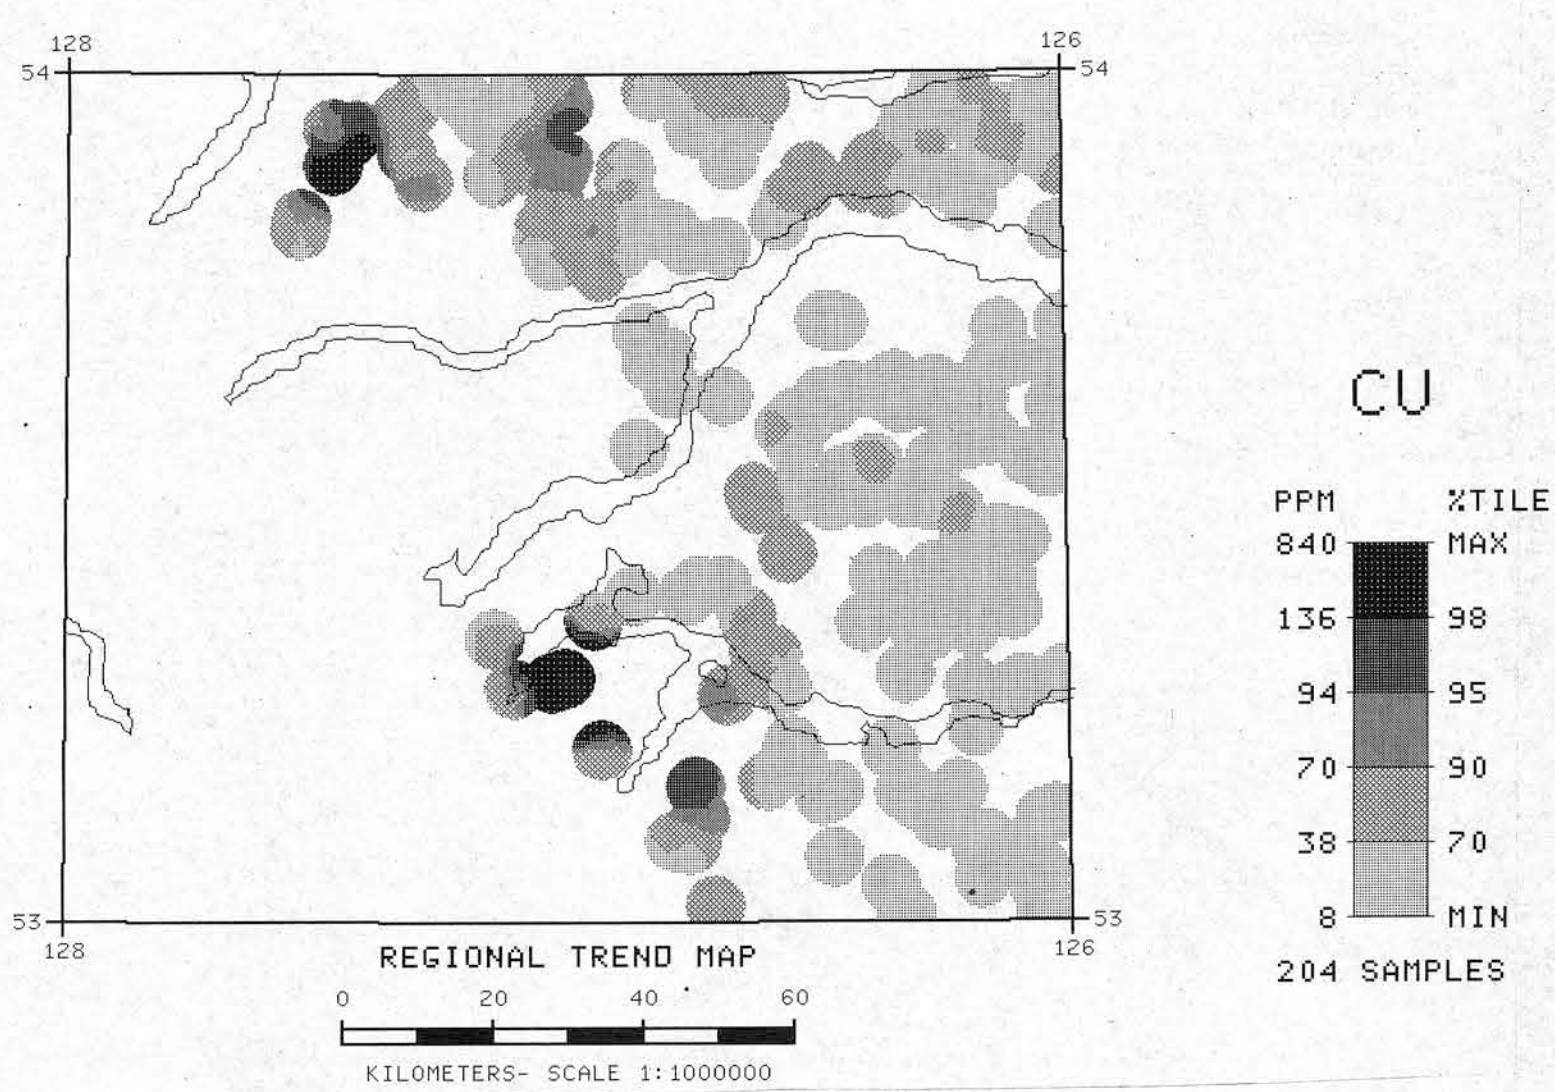 128 126
54 54
CU
PPM %TILE
840 MAX
136 98
94 95
70 90
38 70
8 MIN
53 53
128 126
REGIONAL TREND MAP
204 SAMPLES
0 20 40 60
KILOMETERS- SCALE 1:1000000